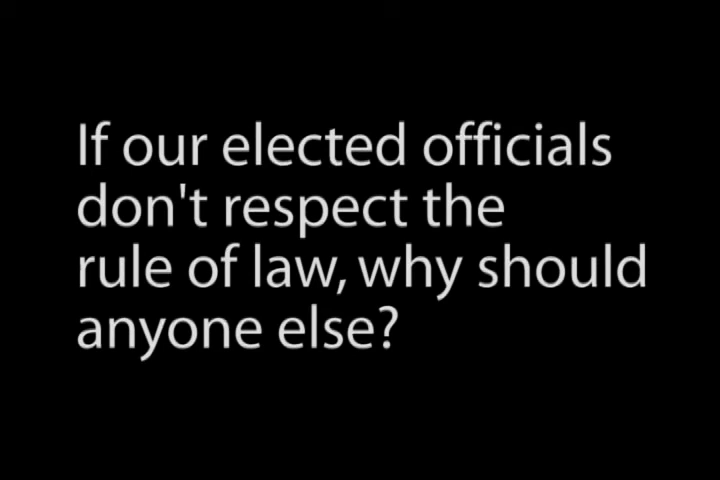 If our elected officials
don't respect the
rule of law, why should
anyone else?